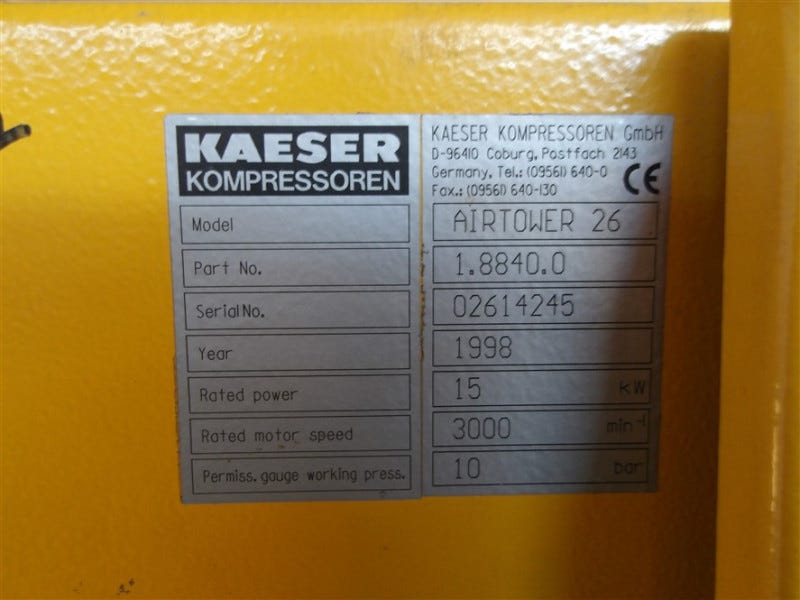 KAESER
KOMPRESSOREN
KAESER KOMPRESSOREN GmbH
D-96410 Coburg, Postfach 2143
Germany, Tel.: (09561) 640-0
Fax.: (09561) 640-130
CE
Model AIRTOWER 26
Part No. 1.8840.0
Serial No. 02614245
Year 1998
Rated power 15 kW
Rated motor speed 3000 min⁻¹
Permiss. gauge working press. 10 bar